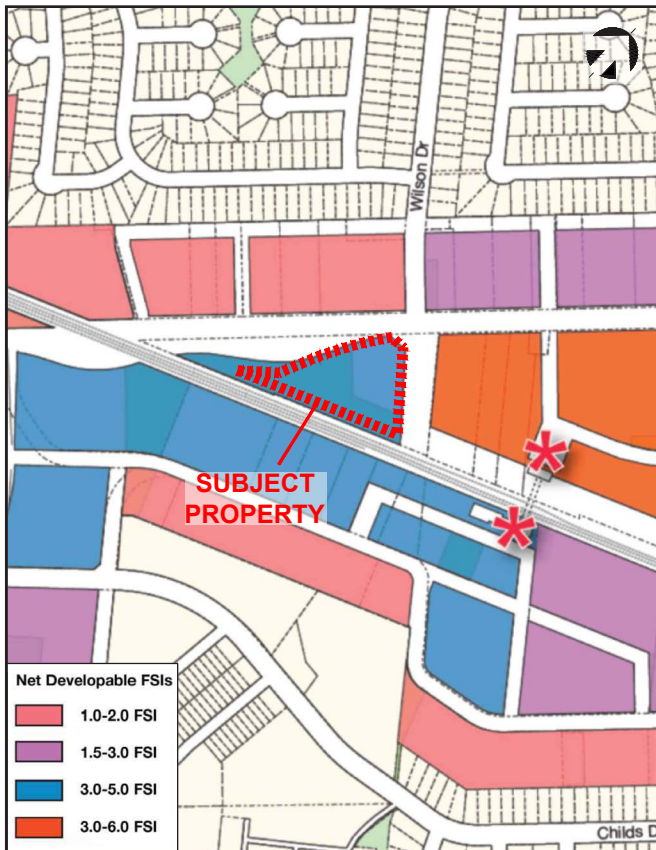 Wilson Dr
SUBJECT
PROPERTY
Net Developable FSIs
1.0-2.0 FSI
1.5-3.0 FSI
3.0-5.0 FSI
3.0-6.0 FSI
Childs D